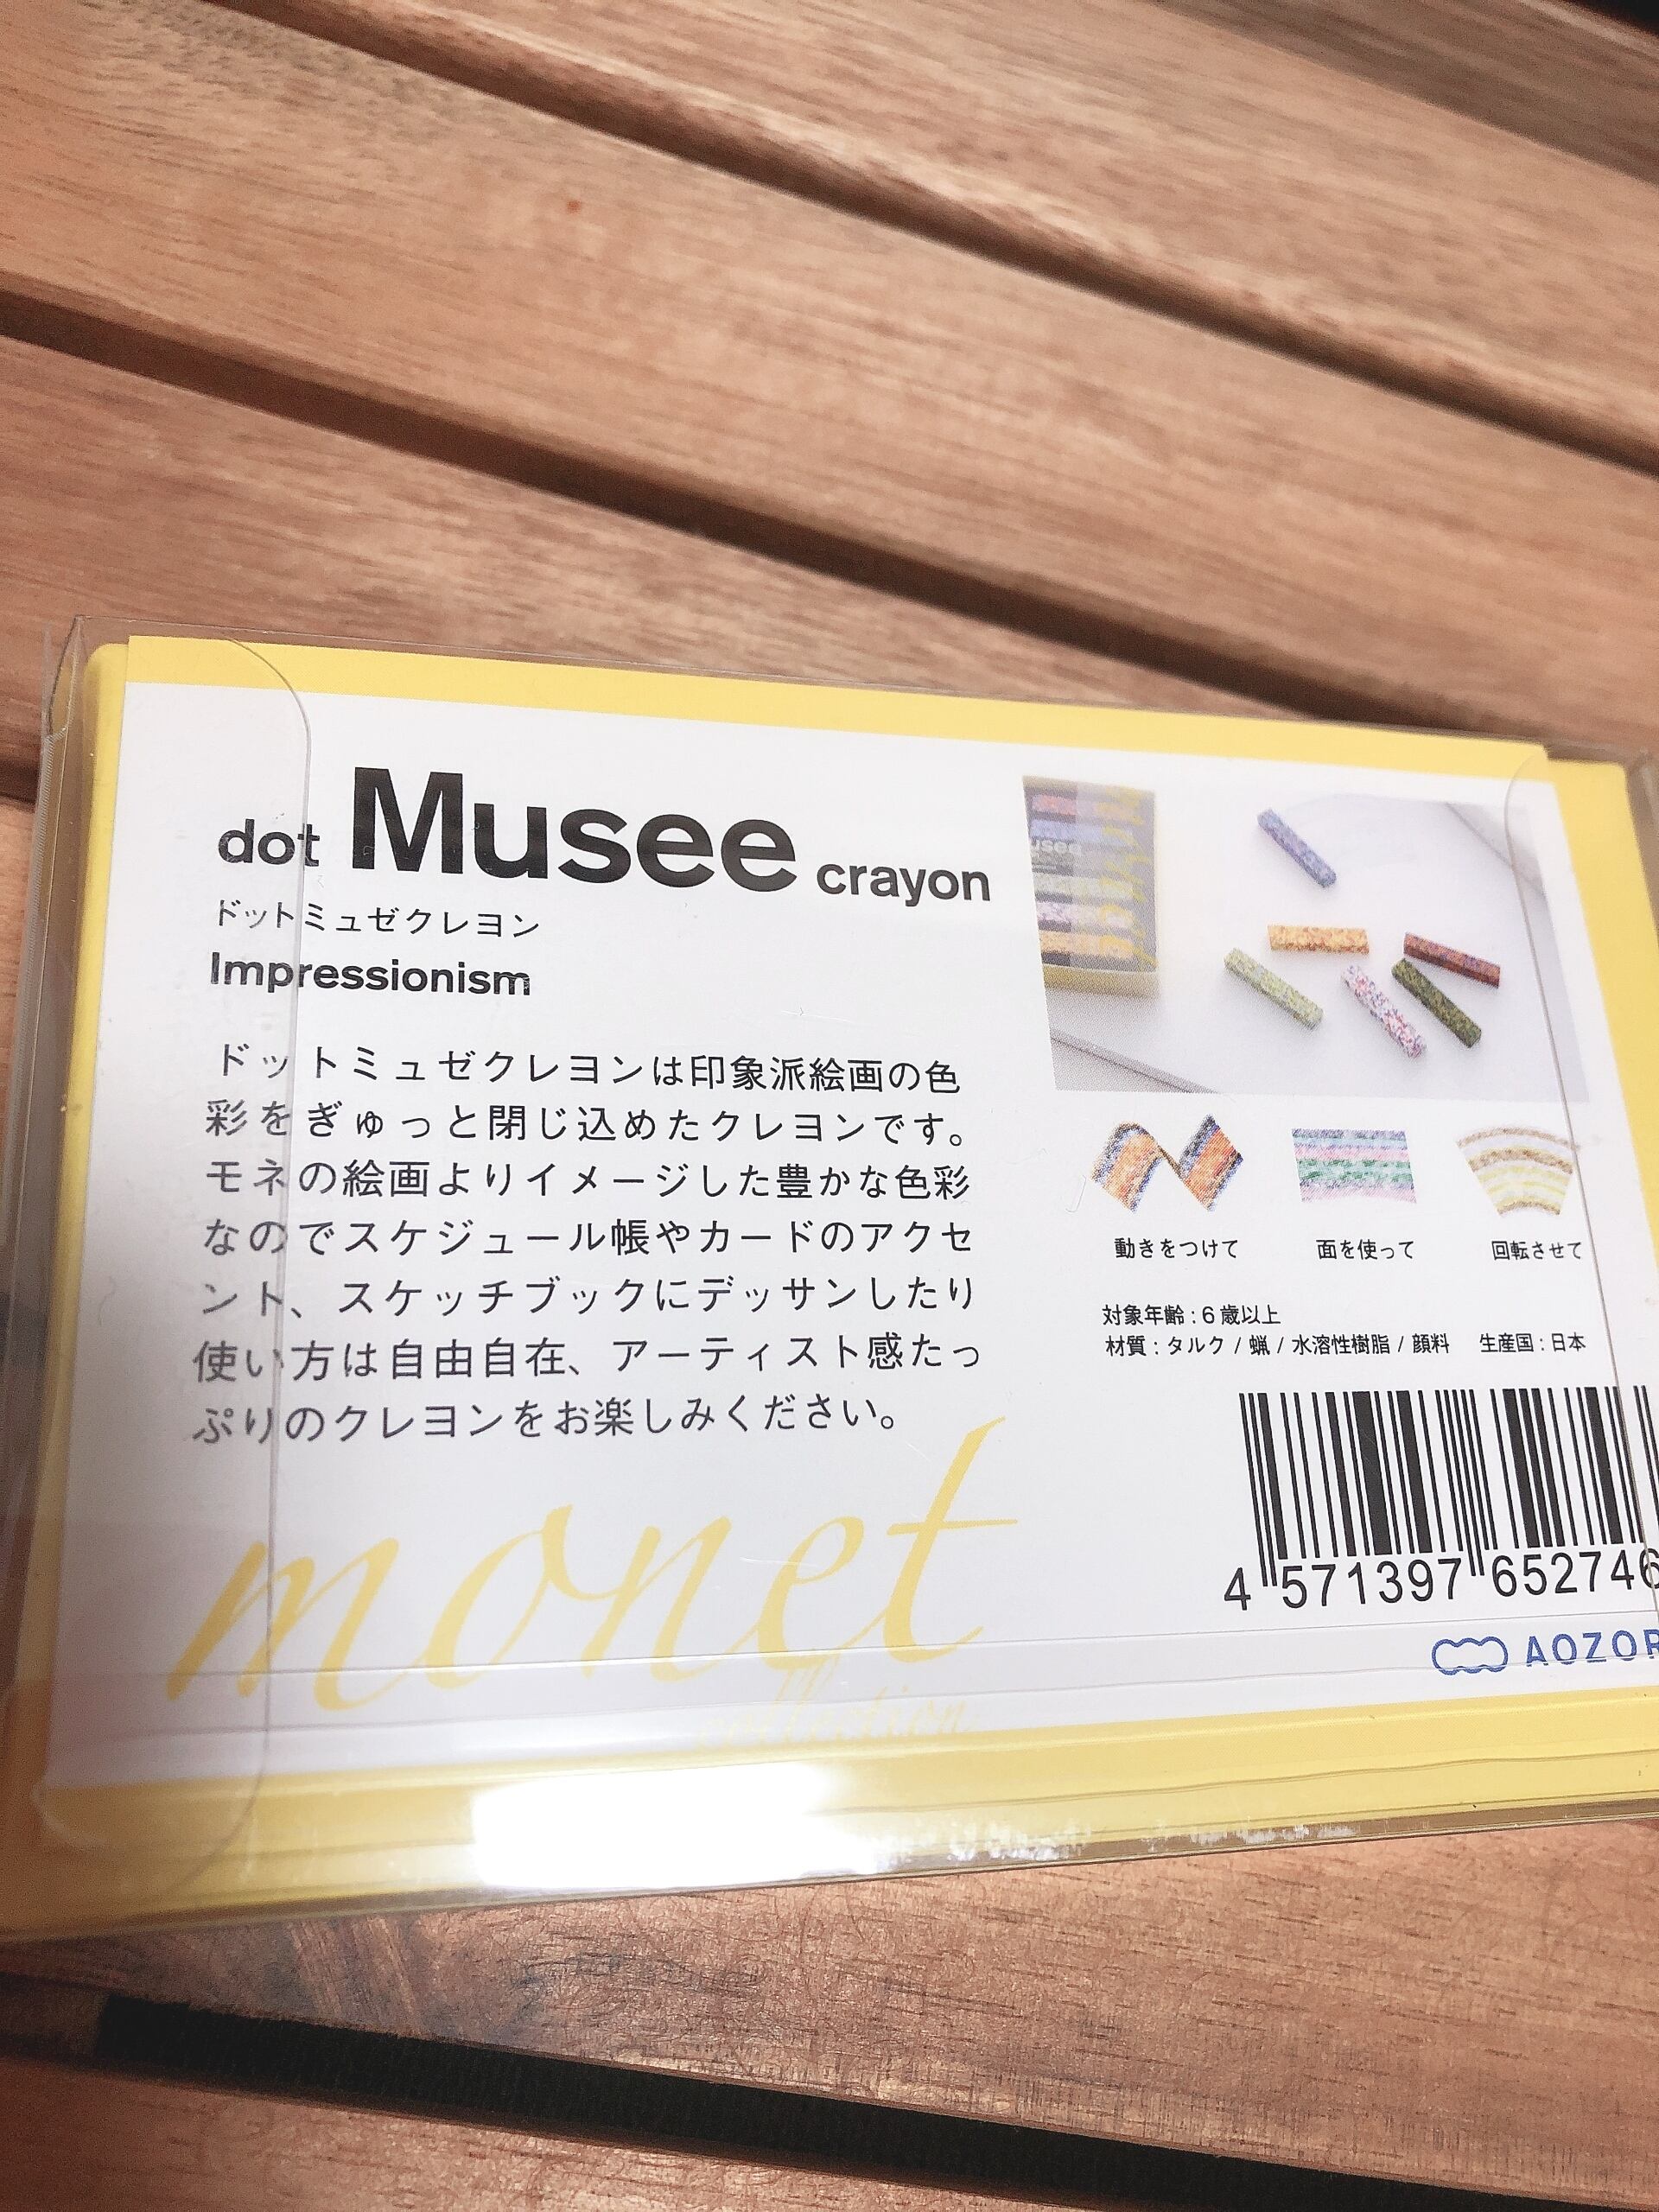 dot Musee crayon
ドットミュゼクレヨン
Impressionism
ドットミュゼクレヨンは印象派絵画の色
彩をぎゅっと閉じ込めたクレヨンです。
モネの絵画よりイメージした豊かな色彩
なのでスケジュール帳やカードのアクセ
ント、スケッチブックにデッサンしたり
使い方は自由自在、アーティスト感たっ
ぷりのクレヨンをお楽しみください。
monet
collection
動きをつけて 面を使って 回転させて
対象年齢 : 6 歳以上
材質 : タルク / 蝋 / 水溶性樹脂 / 顔料 生産国 : 日本
4 571397 652746
AOZOR